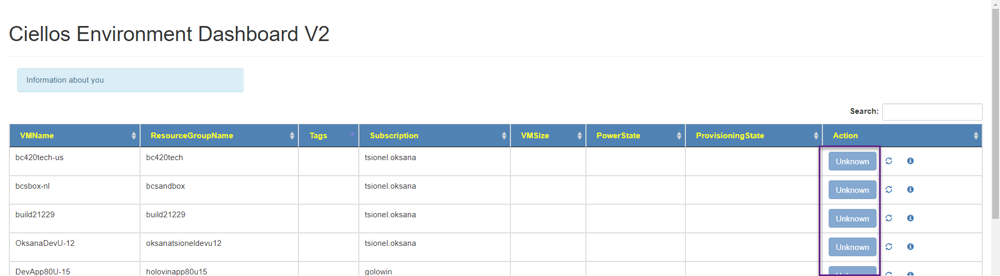 Ciellos Environment Dashboard V2
Information about you
Search:
VMName ResourceGroupName Tags Subscription VMSize PowerState ProvisioningState Action
bc420tech-us bc420tech tsionel.oksana Unknown
bcsbox-nl bcsandbox tsionel.oksana Unknown
build21229 build21229 tsionel.oksana Unknown
OksanaDevU-12 oksanatsioneldevu12 tsionel.oksana Unknown
DevApp80U-15 holovinapp80u15 golowin Unknown